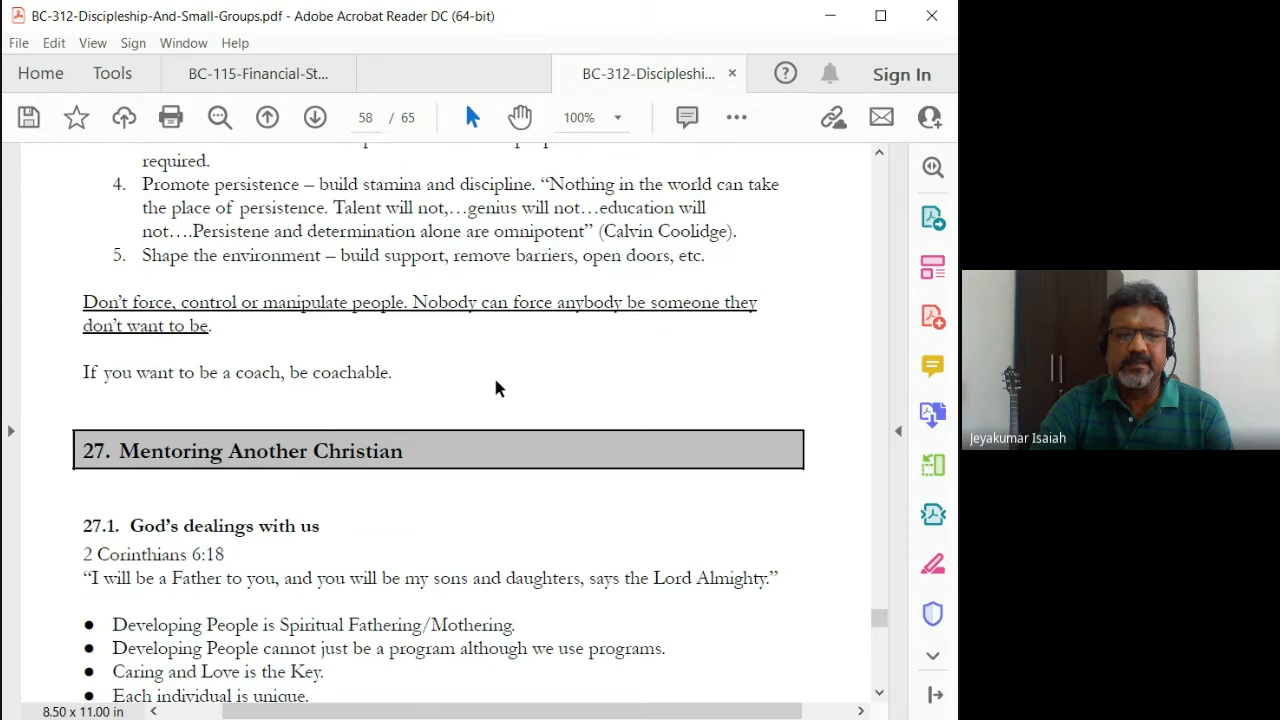 BC-312-Discipleship-And-Small-Groups.pdf - Adobe Acrobat Reader DC (64-bit)
File Edit View Sign Window Help
Home Tools BC-115-Financial-St... BC-312-Discipleshi... × ? Sign In
58 / 65 100%
required.
4. Promote persistence – build stamina and discipline. “Nothing in the world can take
the place of persistence. Talent will not,…genius will not…education will
not….Persistene and determination alone are omnipotent” (Calvin Coolidge).
5. Shape the environment – build support, remove barriers, open doors, etc.
Don’t force, control or manipulate people. Nobody can force anybody be someone they
don’t want to be.
If you want to be a coach, be coachable.
27. Mentoring Another Christian
27.1. God’s dealings with us
2 Corinthians 6:18
“I will be a Father to you, and you will be my sons and daughters, says the Lord Almighty.”
● Developing People is Spiritual Fathering/Mothering.
● Developing People cannot just be a program although we use programs.
● Caring and Love is the Key.
● Each individual is unique.
8.50 x 11.00 in
Jeyakumar Isaiah